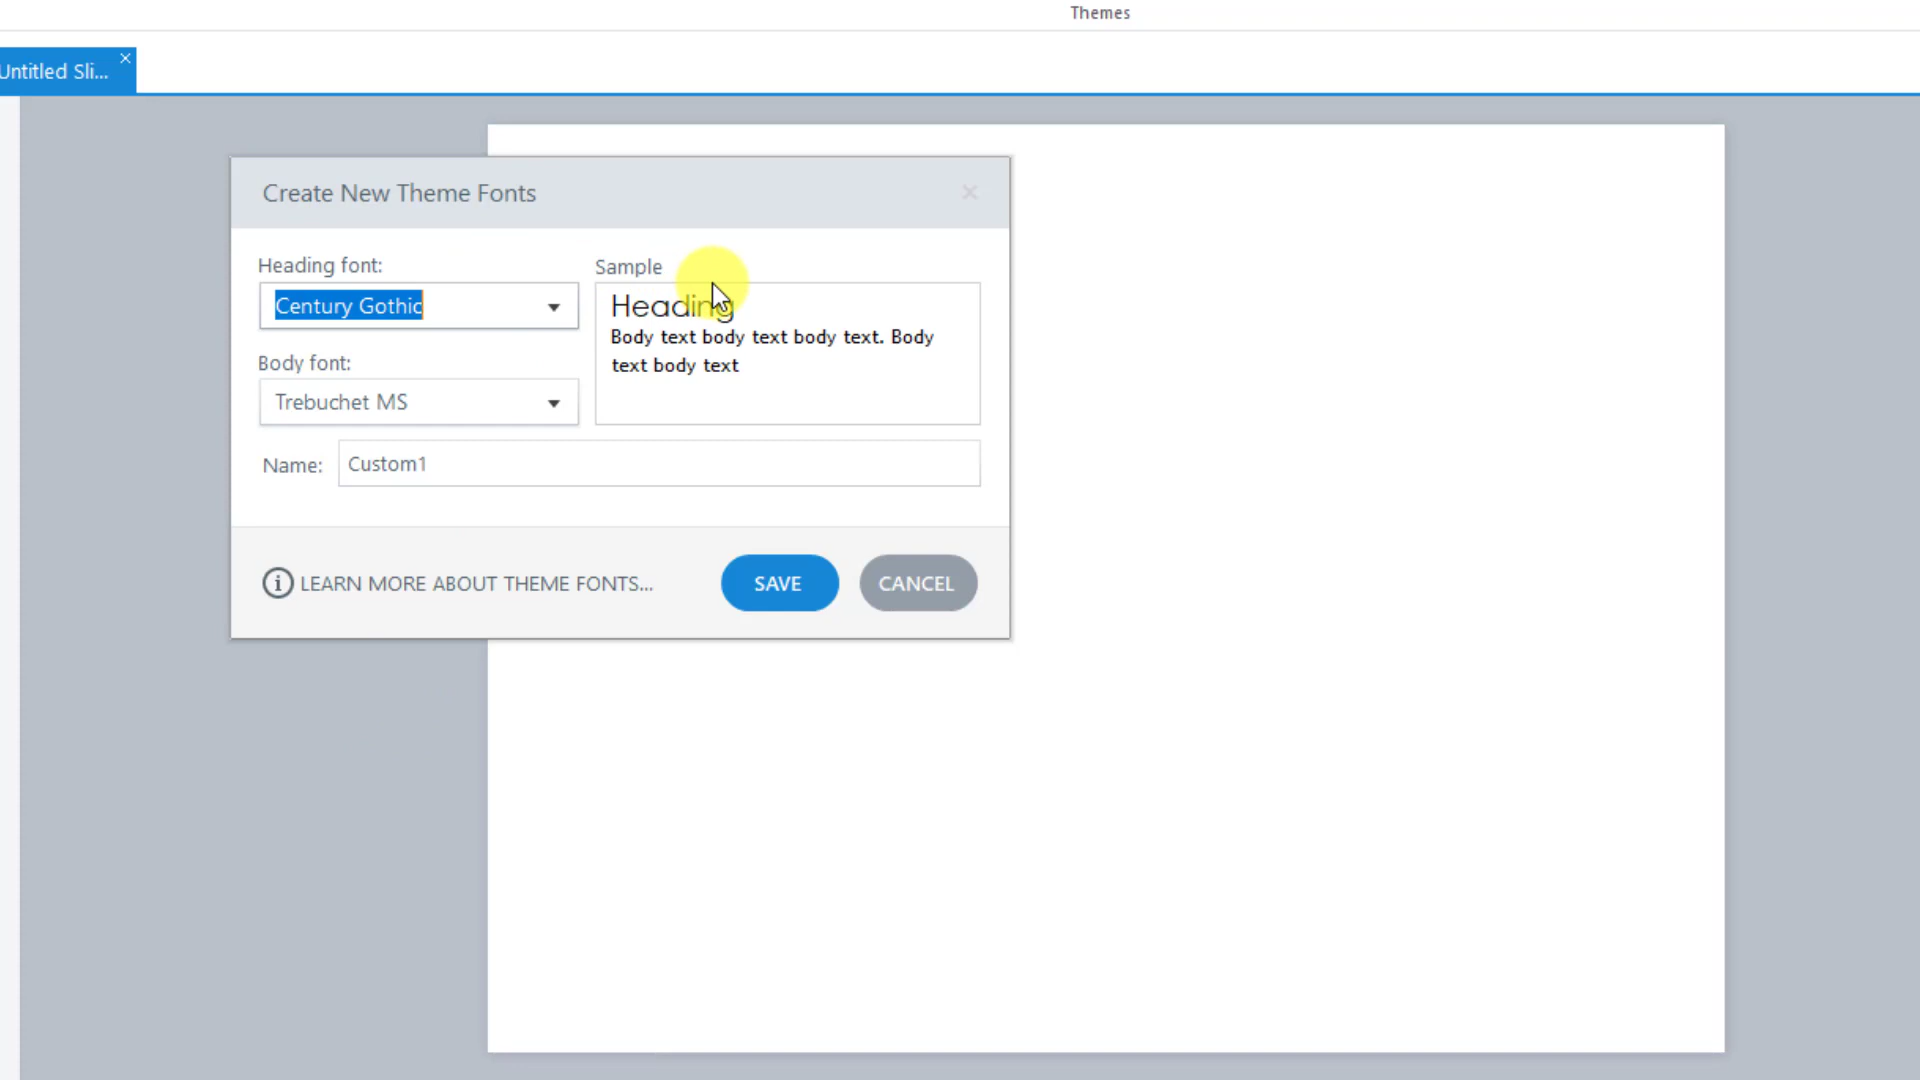 Themes
Untitled Sli...
Create New Theme Fonts
Heading font:
Century Gothic
Sample
Heading
Body text body text body text. Body
text body text
Body font:
Trebuchet MS
Name:
Custom1
LEARN MORE ABOUT THEME FONTS...
SAVE
CANCEL